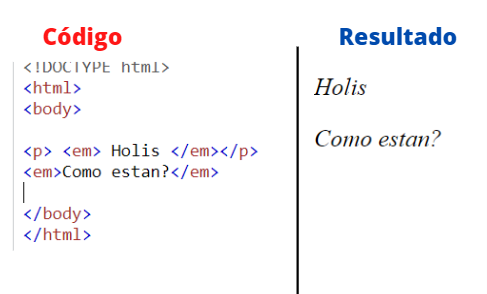 Código
<!DOCTYPE html>
<html>
<body>
<p> <em> Holis </em></p>
<em>Como estan?</em>
</body>
</html>
Resultado
Holis
Como estan?